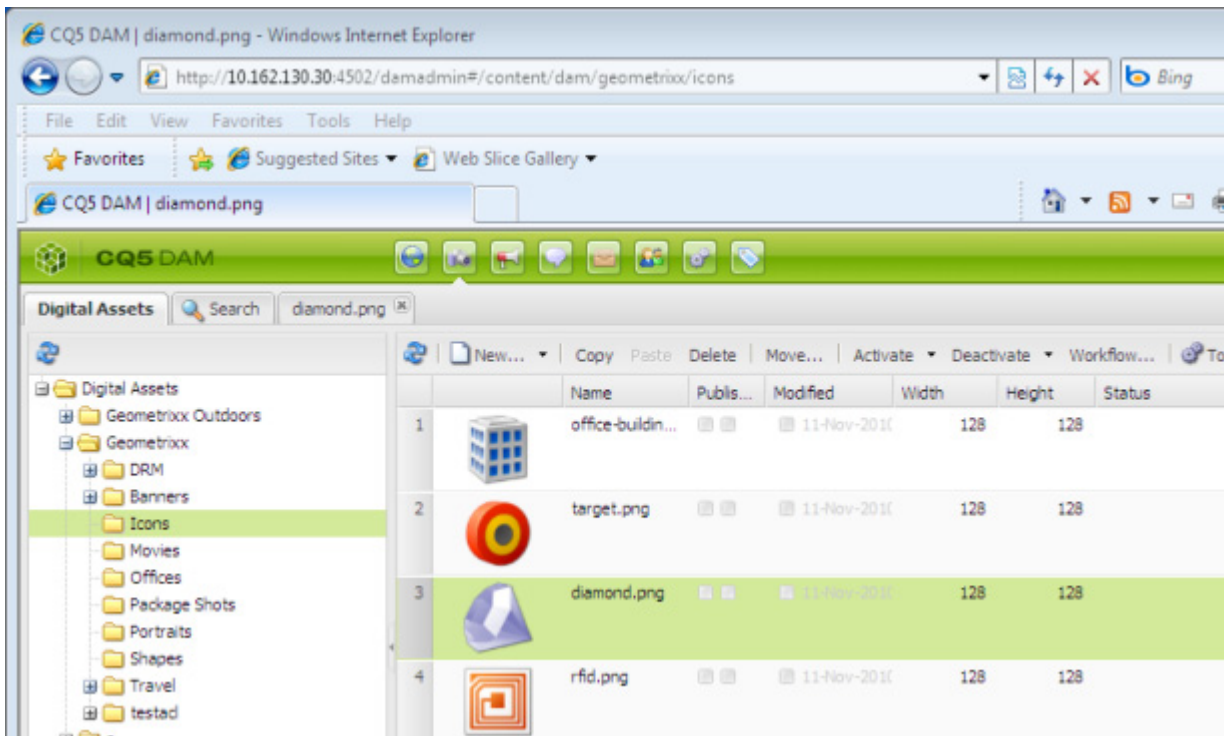 CQ5 DAM | diamond.png - Windows Internet Explorer
http://10.162.130.30:4502/damadmin#/content/dam/geometrixx/icons
Bing
File Edit View Favorites Tools Help
Favorites Suggested Sites Web Slice Gallery
CQ5 DAM | diamond.png
CQ5 DAM
Digital Assets Search diamond.png
New... Copy Paste Delete Move... Activate Deactivate Workflow... To
Digital Assets
Geometrixx Outdoors
Geometrixx
DRM
Banners
Icons
Movies
Offices
Package Shots
Portraits
Shapes
Travel
testad
Name Publis... Modified Width Height Status
1 office-buildin... 11-Nov-201 128 128
2 target.png 11-Nov-201 128 128
3 diamond.png 11-Nov-201 128 128
4 rfid.png 11-Nov-201 128 128